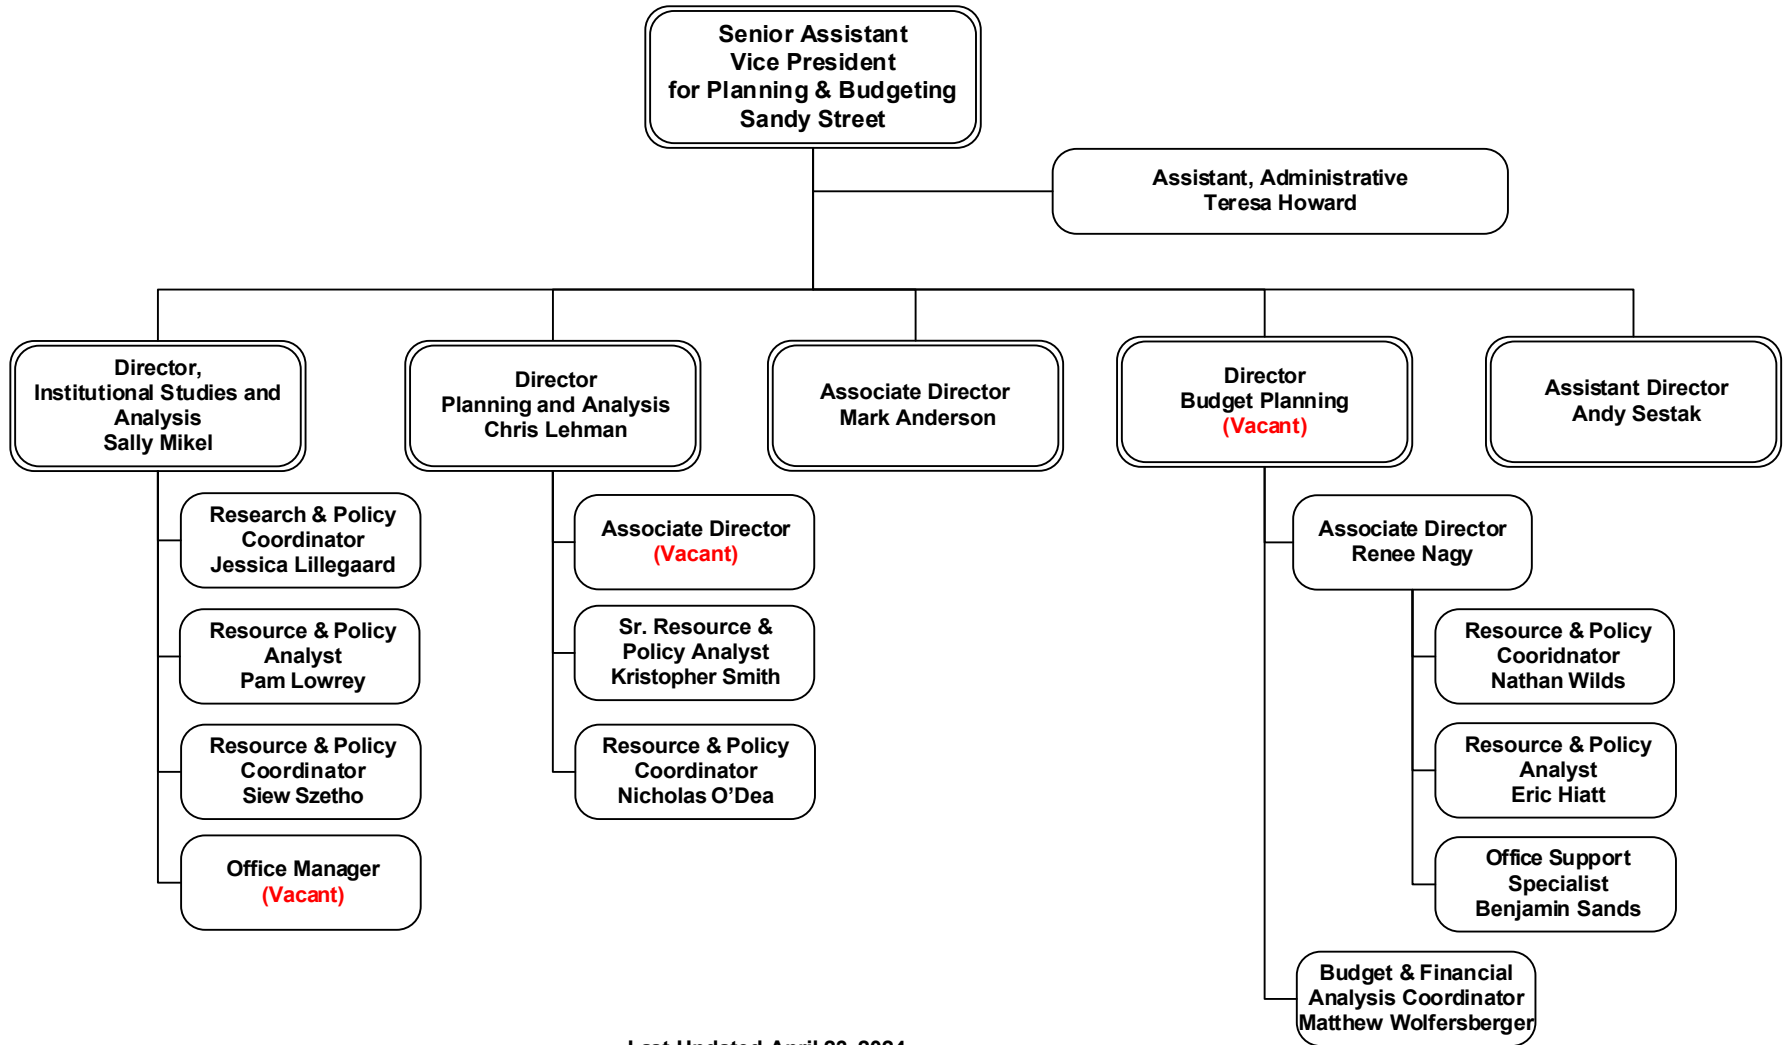 Senior Assistant
Vice President
for Planning & Budgeting
Sandy Street
Assistant, Administrative
Teresa Howard
Director,
Institutional Studies and
Analysis
Sally Mikel
Director
Planning and Analysis
Chris Lehman
Associate Director
Mark Anderson
Director
Budget Planning
(Vacant)
Assistant Director
Andy Sestak
Research & Policy
Coordinator
Jessica Lillegaard
Resource & Policy
Analyst
Pam Lowrey
Resource & Policy
Coordinator
Siew Szetho
Office Manager
(Vacant)
Associate Director
(Vacant)
Sr. Resource &
Policy Analyst
Kristopher Smith
Resource & Policy
Coordinator
Nicholas O’Dea
Associate Director
Renee Nagy
Resource & Policy
Cooridnator
Nathan Wilds
Resource & Policy
Analyst
Eric Hiatt
Office Support
Specialist
Benjamin Sands
Budget & Financial
Analysis Coordinator
Matthew Wolfersberger
Last Updated April 2024